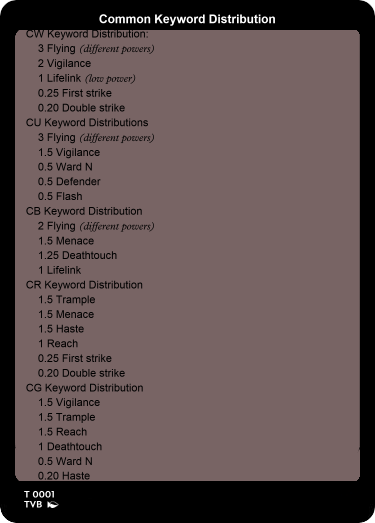 Common Keyword Distribution
CW Keyword Distribution:
3 Flying (different powers)
2 Vigilance
1 Lifelink (low power)
0.25 First strike
0.20 Double strike
CU Keyword Distributions
3 Flying (different powers)
1.5 Vigilance
0.5 Ward N
0.5 Defender
0.5 Flash
CB Keyword Distribution
2 Flying (different powers)
1.5 Menace
1.25 Deathtouch
1 Lifelink
CR Keyword Distribution
1.5 Trample
1.5 Menace
1.5 Haste
1 Reach
0.25 First strike
0.20 Double strike
CG Keyword Distribution
1.5 Vigilance
1.5 Trample
1.5 Reach
1 Deathtouch
0.5 Ward N
0.20 Haste
T 0001
TVB